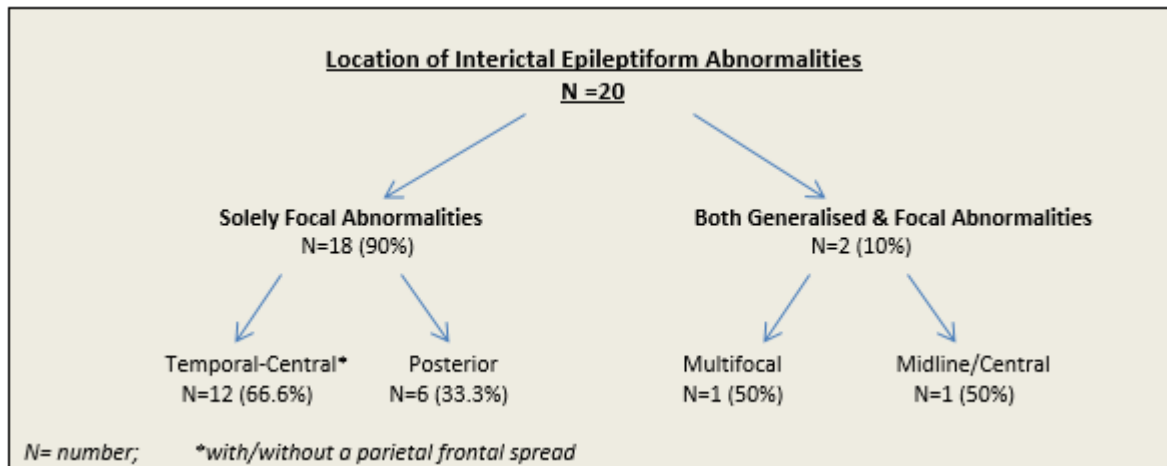 Location of Interictal Epileptiform Abnormalities
N =20
Solely Focal Abnormalities
N=18 (90%)
Both Generalised & Focal Abnormalities
N=2 (10%)
Temporal-Central*
N=12 (66.6%)
Posterior
N=6 (33.3%)
Multifocal
N=1 (50%)
Midline/Central
N=1 (50%)
N= number; *with/without a parietal frontal spread